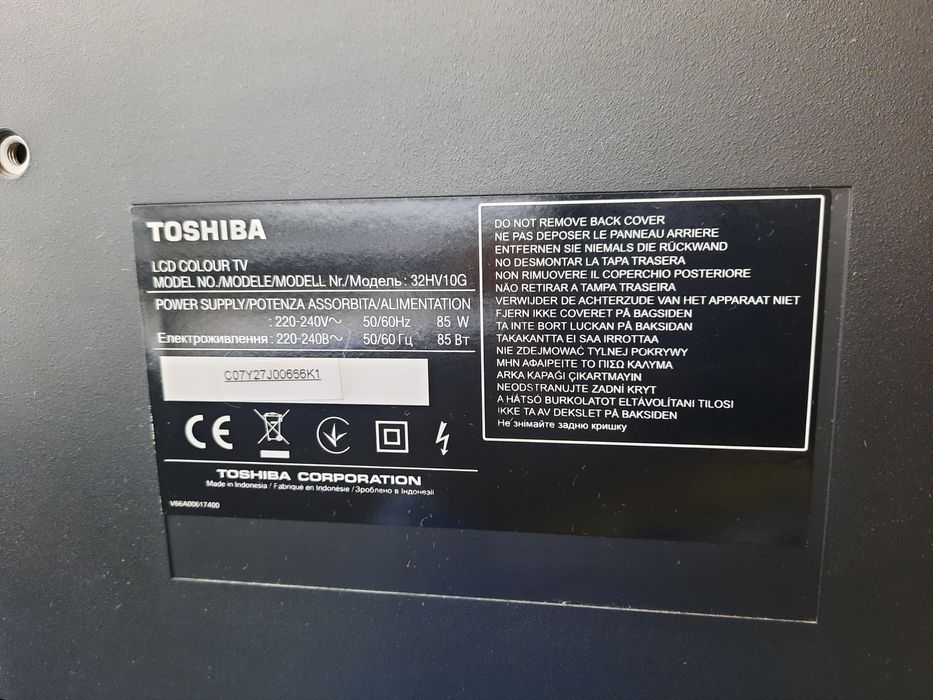 TOSHIBA
LCD COLOUR TV
MODEL NO./MODELE/MODELL Nr./Модель : 32HV10G
POWER SUPPLY/POTENZA ASSORBITA/ALIMENTATION
: 220-240V~ 50/60Hz 85 W
Електроживлення : 220-240В~ 50/60 Гц 85 Вт
C07Y27J00656K1
CE
TOSHIBA CORPORATION
Made in Indonesia / Fabriqué en Indonésie / Зроблено в Індонезії
V66A00617400
DO NOT REMOVE BACK COVER
NE PAS DEPOSER LE PANNEAU ARRIERE
ENTFERNEN SIE NIEMALS DIE RÜCKWAND
NO DESMONTAR LA TAPA TRASERA
NON RIMUOVERE IL COPERCHIO POSTERIORE
NÃO RETIRAR A TAMPA TRASEIRA
VERWIJDER DE ACHTERZUDE VAN HET APPARAAT NIET
FJERN IKKE COVERET PÅ BAGSIDEN
TA INTE BORT LUCKAN PÅ BAKSIDAN
TAKAKANTTA EI SAA IRROTTAA
NIE ZDEJMOWAĆ TYLNEJ POKRYWY
ΜΗΝ ΑΦΑΙΡΕΙΤΕ ΤΟ ΠΙΣΩ ΚΑΛΥΜΑ
ARKA KAPAĞI ÇIKARTMAYIN
NEODSTRANUJTE ZADNÍ KRYT
A HÁTSÓ BURKOLATOT ELTÁVOLÍTANI TILOSI
IKKE TA AV DEKSLET PÅ BAKSIDEN
Не знімайте задню кришку